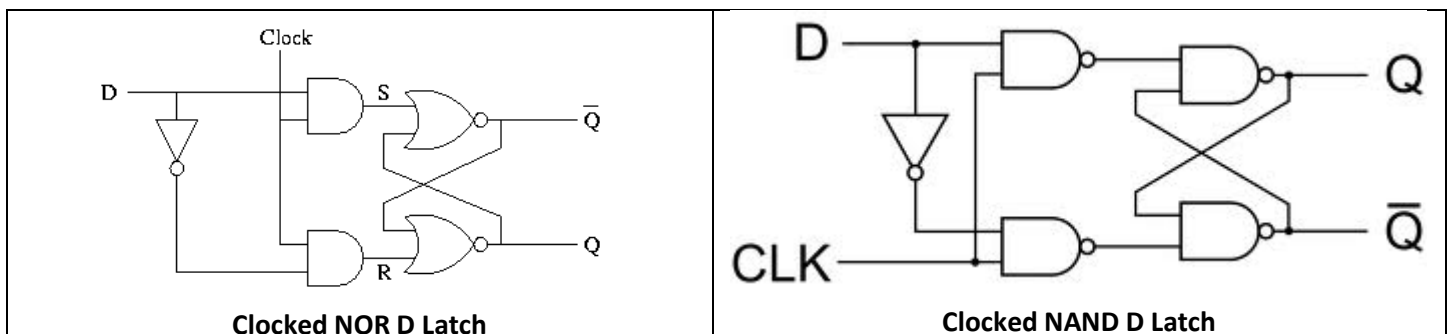 Clock
D
S
Q
R
Q
Clocked NOR D Latch
D
Q
CLK
Q
Clocked NAND D Latch